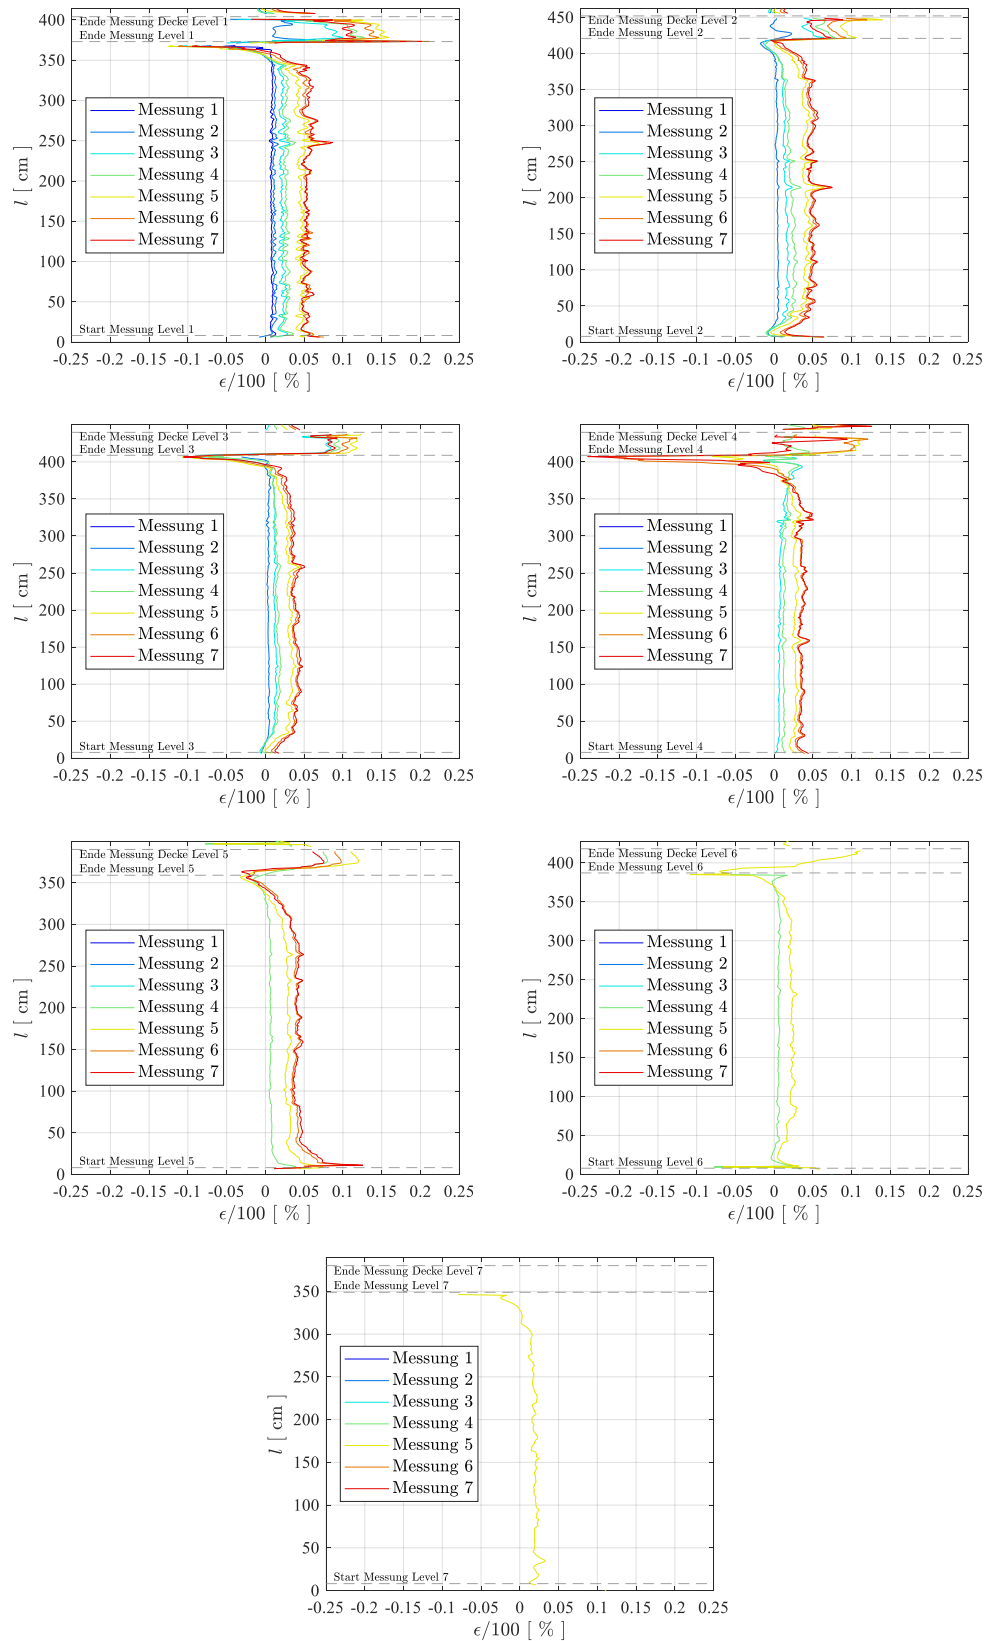 400
350
300
250
200
150
100
50
0
l [ cm ]
Ende Messung Decke Level 1
Ende Messung Level 1
Messung 1
Messung 2
Messung 3
Messung 4
Messung 5
Messung 6
Messung 7
Start Messung Level 1
-0.25 -0.2 -0.15 -0.1 -0.05 0 0.05 0.1 0.15 0.2 0.25
ϵ/100 [ % ]
450
400
350
300
250
200
150
100
50
0
l [ cm ]
Ende Messung Decke Level 2
Ende Messung Level 2
Messung 1
Messung 2
Messung 3
Messung 4
Messung 5
Messung 6
Messung 7
Start Messung Level 2
-0.25 -0.2 -0.15 -0.1 -0.05 0 0.05 0.1 0.15 0.2 0.25
ϵ/100 [ % ]
400
350
300
250
200
150
100
50
0
l [ cm ]
Ende Messung Decke Level 3
Ende Messung Level 3
Messung 1
Messung 2
Messung 3
Messung 4
Messung 5
Messung 6
Messung 7
Start Messung Level 3
-0.25 -0.2 -0.15 -0.1 -0.05 0 0.05 0.1 0.15 0.2 0.25
ϵ/100 [ % ]
400
350
300
250
200
150
100
50
0
l [ cm ]
Ende Messung Decke Level 4
Ende Messung Level 4
Messung 1
Messung 2
Messung 3
Messung 4
Messung 5
Messung 6
Messung 7
Start Messung Level 4
-0.25 -0.2 -0.15 -0.1 -0.05 0 0.05 0.1 0.15 0.2 0.25
ϵ/100 [ % ]
350
300
250
200
150
100
50
0
l [ cm ]
Ende Messung Decke Level 5
Ende Messung Level 5
Messung 1
Messung 2
Messung 3
Messung 4
Messung 5
Messung 6
Messung 7
Start Messung Level 5
-0.25 -0.2 -0.15 -0.1 -0.05 0 0.05 0.1 0.15 0.2 0.25
ϵ/100 [ % ]
400
350
300
250
200
150
100
50
0
l [ cm ]
Ende Messung Decke Level 6
Ende Messung Level 6
Messung 1
Messung 2
Messung 3
Messung 4
Messung 5
Messung 6
Messung 7
Start Messung Level 6
-0.25 -0.2 -0.15 -0.1 -0.05 0 0.05 0.1 0.15 0.2 0.25
ϵ/100 [ % ]
350
300
250
200
150
100
50
0
l [ cm ]
Ende Messung Decke Level 7
Ende Messung Level 7
Messung 1
Messung 2
Messung 3
Messung 4
Messung 5
Messung 6
Messung 7
Start Messung Level 7
-0.25 -0.2 -0.15 -0.1 -0.05 0 0.05 0.1 0.15 0.2 0.25
ϵ/100 [ % ]